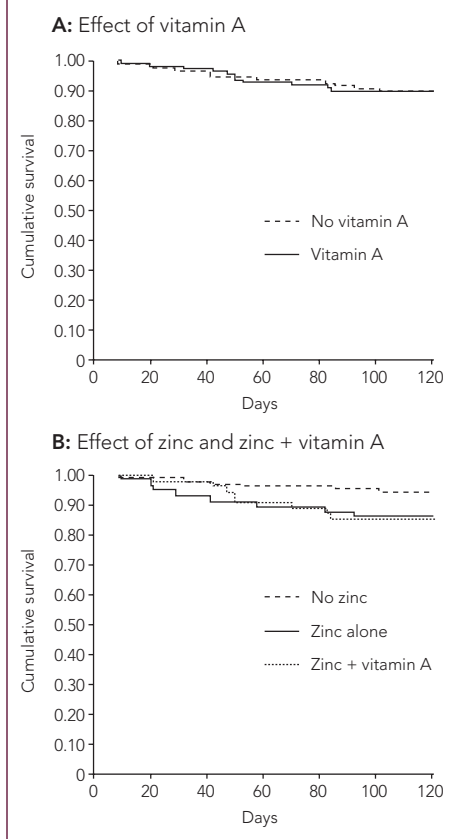 A: Effect of vitamin A
1.00
0.90
0.80
0.70
0.60
0.50
0.40
0.30
0.20
0.10
0
Cumulative survival
No vitamin A
Vitamin A
0 20 40 60 80 100 120
Days
B: Effect of zinc and zinc + vitamin A
1.00
0.90
0.80
0.70
0.60
0.50
0.40
0.30
0.20
0.10
0
Cumulative survival
No zinc
Zinc alone
Zinc + vitamin A
0 20 40 60 80 100 120
Days